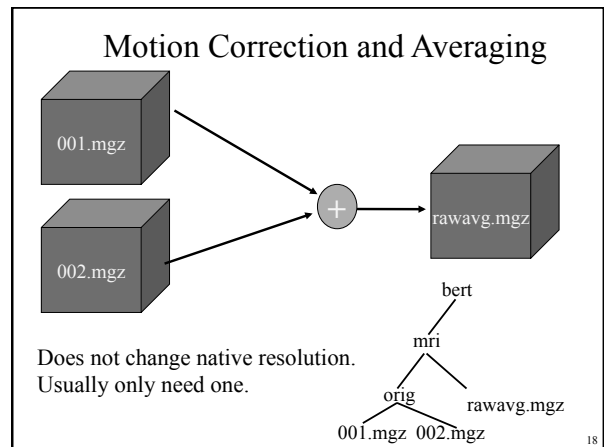 Motion Correction and Averaging
001.mgz
002.mgz
+
rawavg.mgz
bert
mri
orig
rawavg.mgz
001.mgz 002.mgz
Does not change native resolution.
Usually only need one.
18